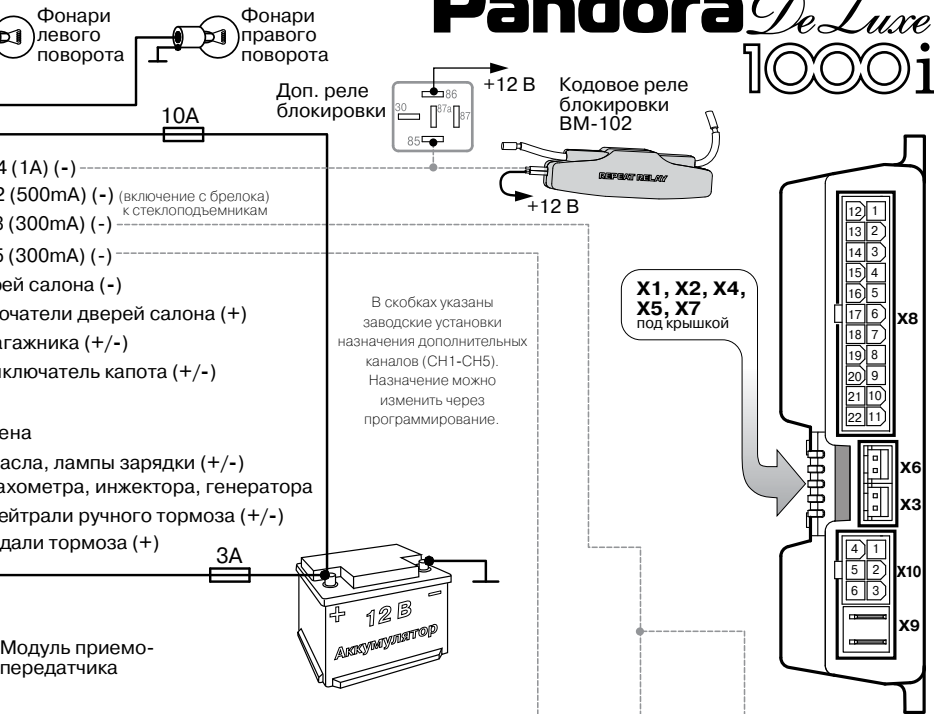 Pandora De Luxe
1000i
Фонари
левого
поворота
Фонари
правого
поворота
Доп. реле
блокировки
+12 В
86
30
87a
87
85
Кодовое реле
блокировки
BM-102
REPEAT RELAY
+12 В
10А
4 (1А) (-)
2 (500mA) (-) (включение с брелока)
к стеклоподъемникам
3 (300mA) (-)
5 (300mA) (-)
ей салона (-)
ючатели дверей салона (+)
агажника (+/-)
ключатель капота (+/-)
ена
асла, лампы зарядки (+/-)
ахометра, инжектора, генератора
ейтрали ручного тормоза (+/-)
дали тормоза (+)
3А
В скобках указаны
заводские установки
назначения дополнительных
каналов (CH1-CH5).
Назначение можно
изменить через
программирование.
X1, X2, X4,
X5, X7
под крышкой
12 1
13 2
14 3
15 4
16 5
17 6
18 7
19 8
20 9
21 10
22 11
X8
X6
X3
4 1
5 2
6 3
X10
X9
+ 12 В −
Аккумулятор
Модуль приемо-
передатчика